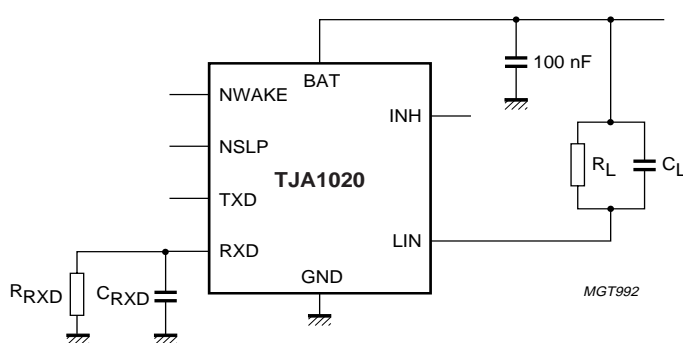 BAT
100 nF
NWAKE
INH
NSLP
RL
CL
TJA1020
TXD
RXD
LIN
GND
RRXD
CRXD
MGT992